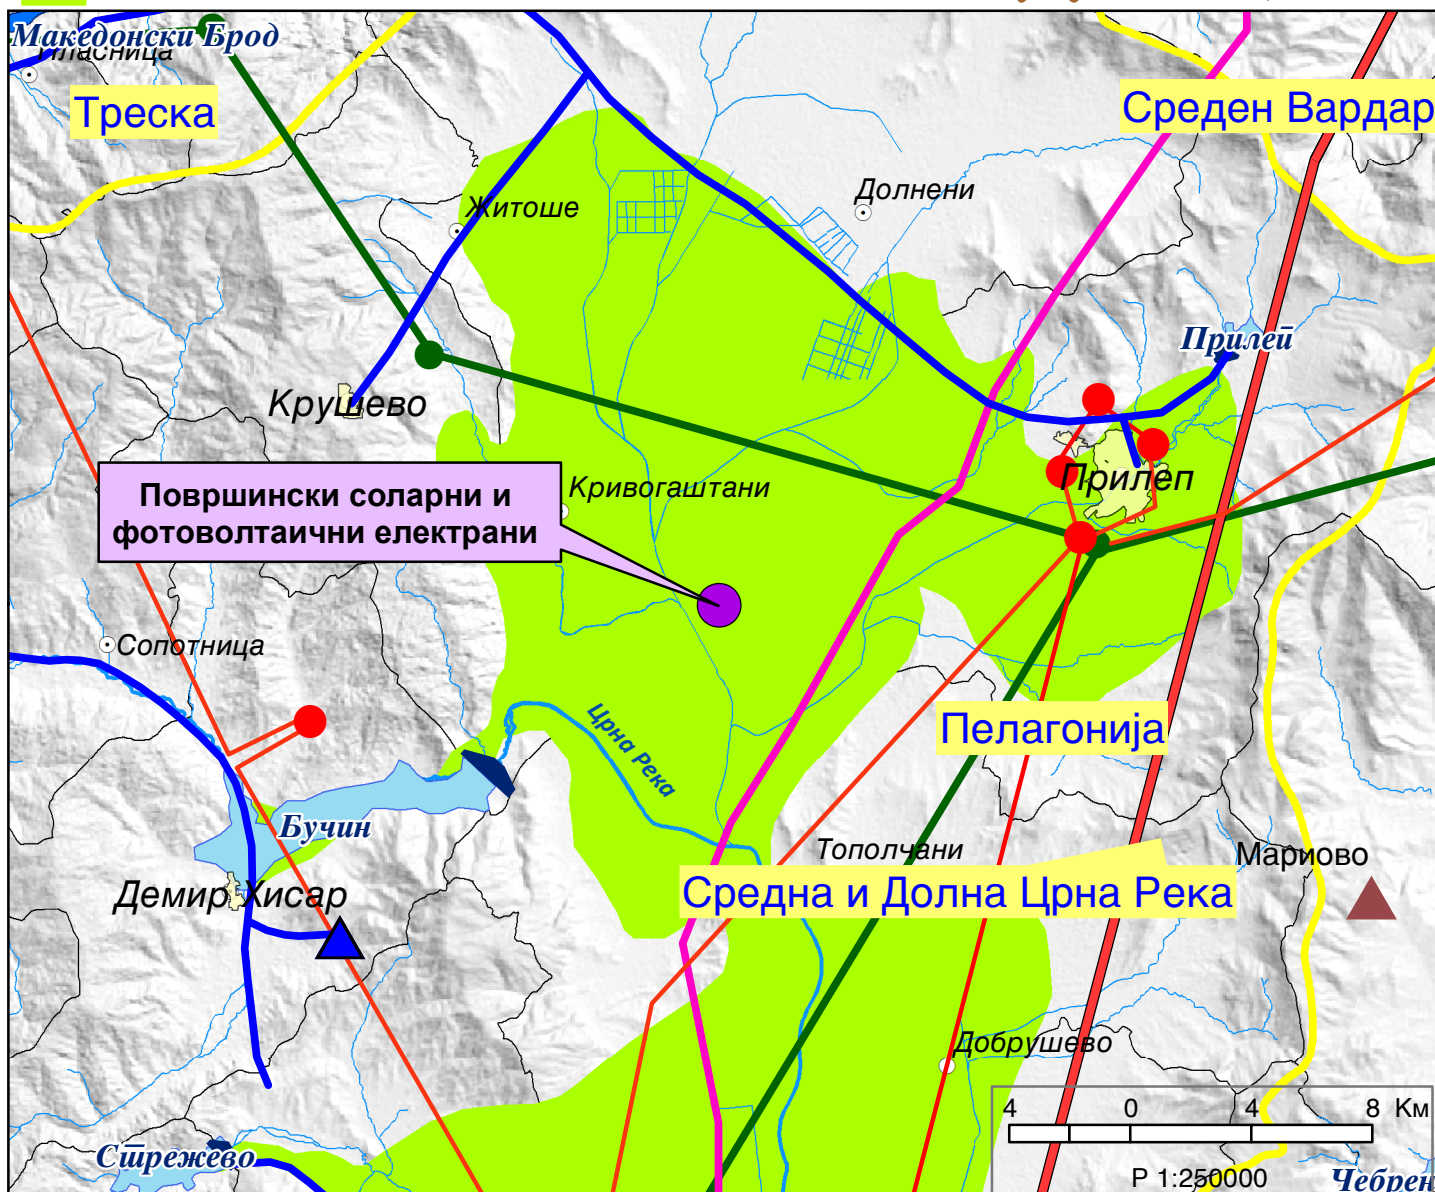 Македонски Брод
Пласница
Треска
Среден Вардар
Долнени
Житоше
Прилеп
Крушево
Прилеп
Површински соларни и
фотоволтаични електрани
Кривогаштани
Сопотница
Црна Река
Пелагонија
Бучин
Тополчани
Мариово
Демир Хисар
Средна и Долна Црна Река
Добрушево
4 0 4 8 Км
Р 1:250000
Стрежево
Чебрен